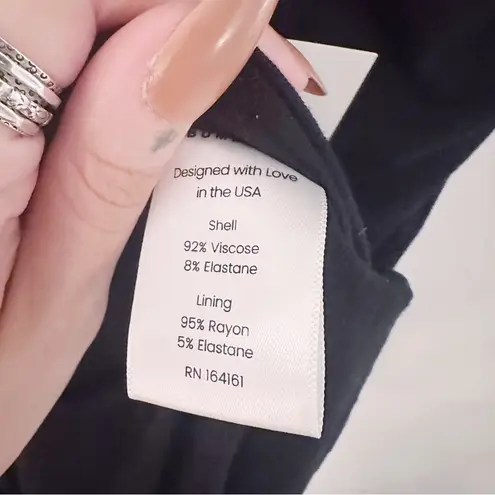 Designed with Love
in the USA
Shell
92% Viscose
8% Elastane
Lining
95% Rayon
5% Elastane
RN 164161